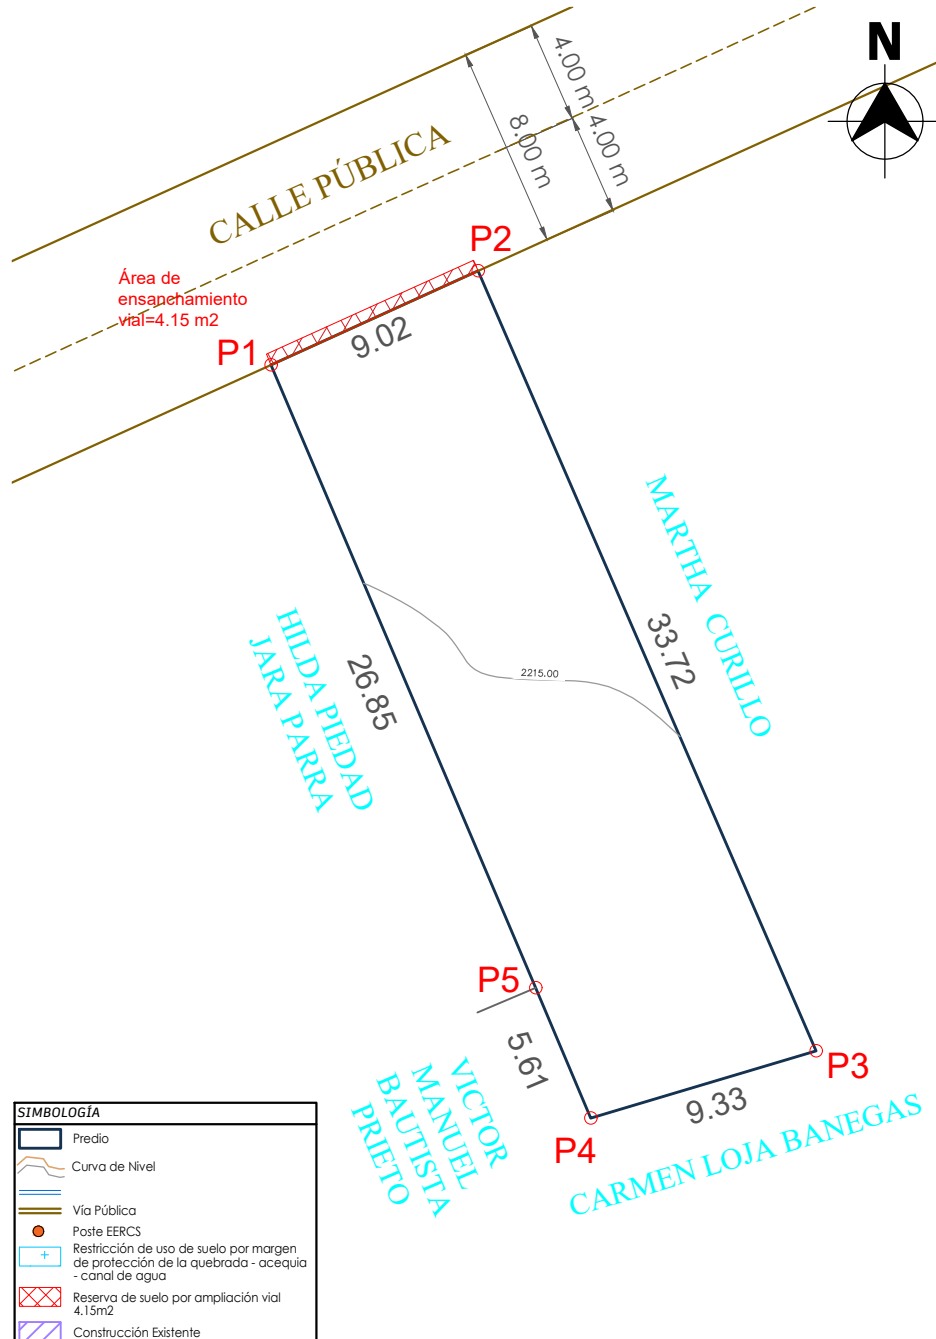 N
4.00 m
4.00 m
8.00 m
CALLE PÚBLICA
P2
Área de
ensanchamiento
vial=4.15 m2
P1
9.02
MARTHA CURILLO
33.72
HILDA PIEDAD
JARA PARRA
26.85
2215.00
P5
5.61
VICTOR
MANUEL
BAUTISTA
PRIETO
P3
9.33
P4
CARMEN LOJA BANEGAS
SIMBOLOGÍA
Predio
Curva de Nivel
Vía Pública
Poste EERCS
Restricción de uso de suelo por margen
de protección de la quebrada - acequia
- canal de agua
Reserva de suelo por ampliación vial
4.15m2
Construcción Existente